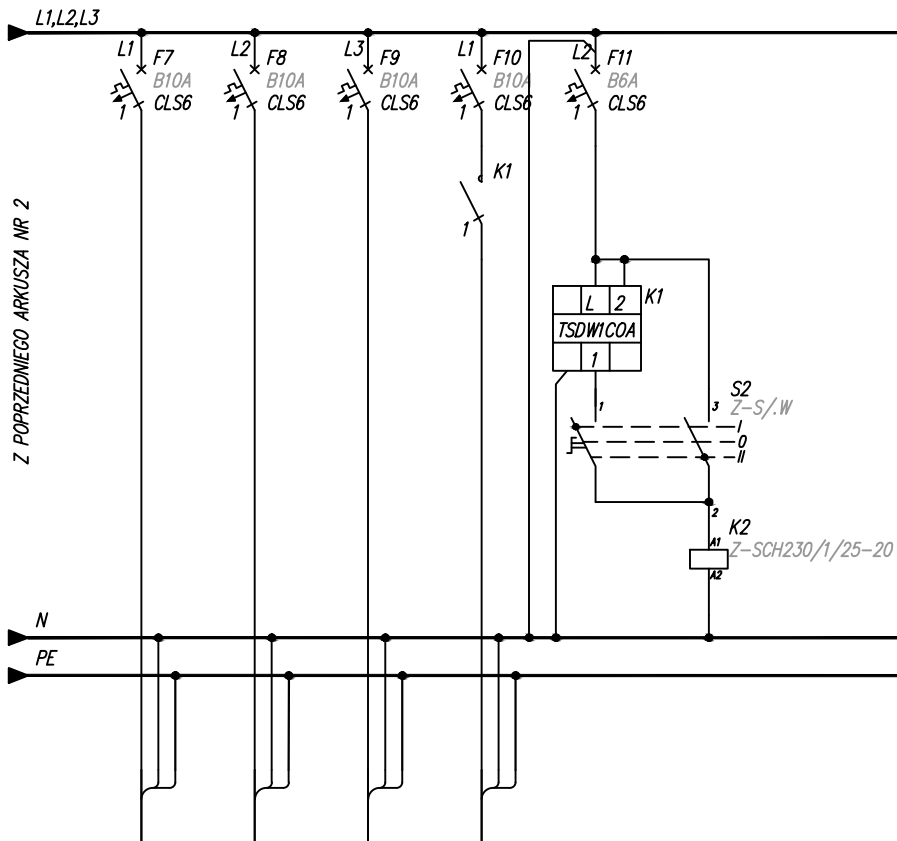 L1,L2,L3
L1 F7
B10A
CLS6
1
L2 F8
B10A
CLS6
1
L3 F9
B10A
CLS6
1
L1 F10
B10A
CLS6
1
L2 F11
B6A
CLS6
1
K1
1
Z POPRZEDNIEGO ARKUSZA NR 2
L 2 K1
TSDW1COA
1
S2
Z-S/.W
1 3
I
0
II
2
K2
A1
Z-SCH230/1/25-20
A2
N
PE